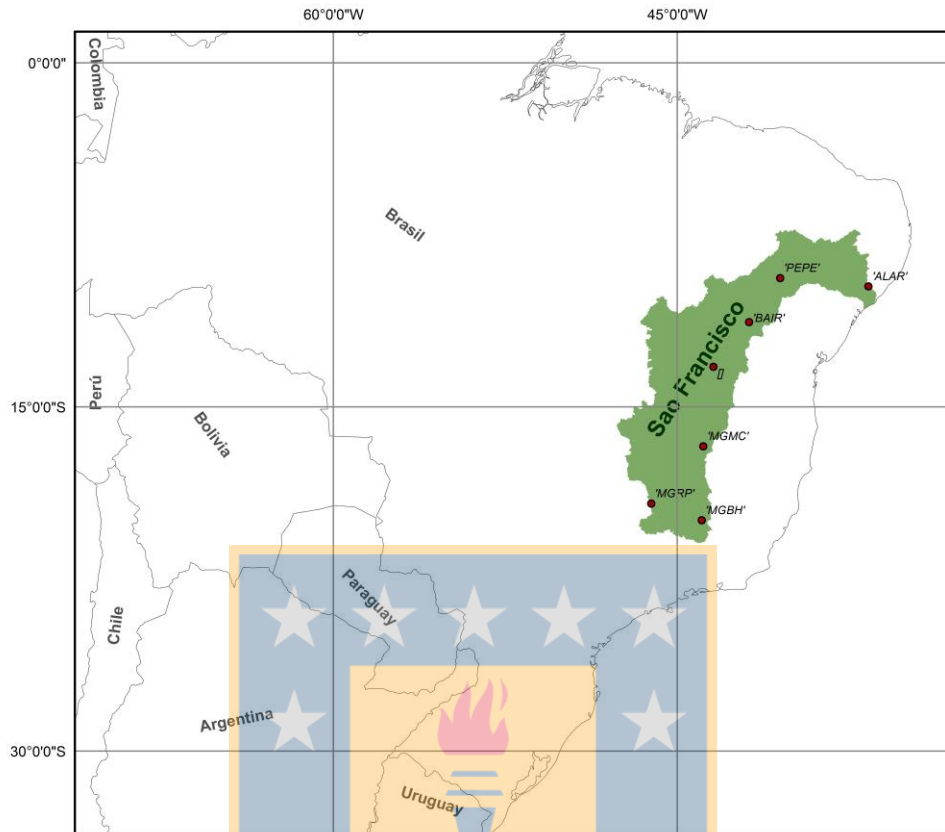 60°0'0"W
45°0'0"W
0°0'0"
Colombia
Brasil
'PEPE'
'ALAR'
'BAIR'
Sao Francisco
Perú
15°0'0"S
Bolivia
'MGMC'
'MGRP'
'MGBH'
Paraguay
Chile
Argentina
30°0'0"S
Uruguay